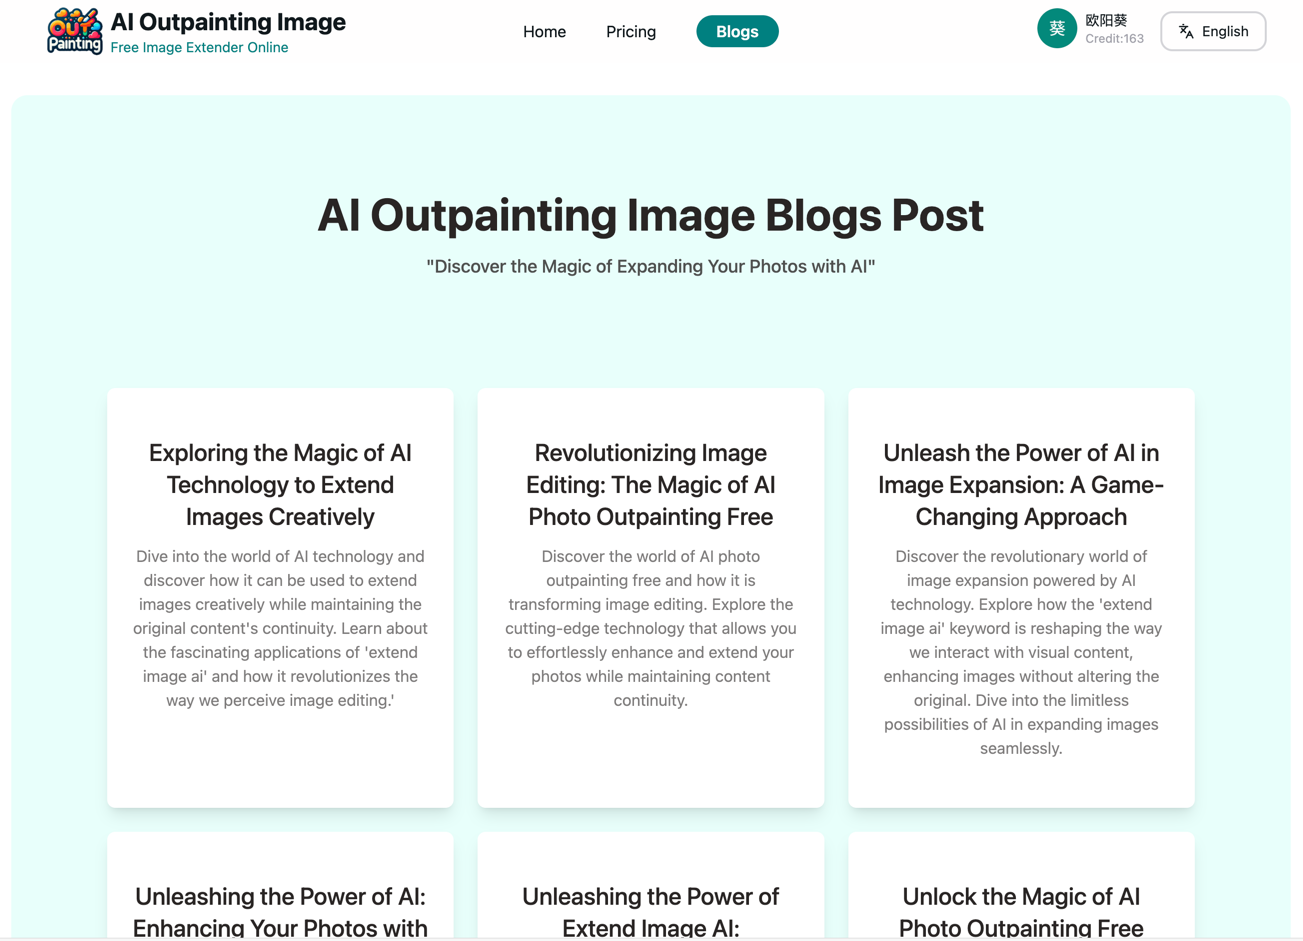 OUT
Painting
AI Outpainting Image
Free Image Extender Online
Home
Pricing
Blogs
葵
欧阳葵
Credit:163
English
AI Outpainting Image Blogs Post
"Discover the Magic of Expanding Your Photos with AI"
Exploring the Magic of AI
Technology to Extend
Images Creatively
Dive into the world of AI technology and
discover how it can be used to extend
images creatively while maintaining the
original content's continuity. Learn about
the fascinating applications of 'extend
image ai' and how it revolutionizes the
way we perceive image editing.'
Revolutionizing Image
Editing: The Magic of AI
Photo Outpainting Free
Discover the world of AI photo
outpainting free and how it is
transforming image editing. Explore the
cutting-edge technology that allows you
to effortlessly enhance and extend your
photos while maintaining content
continuity.
Unleash the Power of AI in
Image Expansion: A Game-
Changing Approach
Discover the revolutionary world of
image expansion powered by AI
technology. Explore how the 'extend
image ai' keyword is reshaping the way
we interact with visual content,
enhancing images without altering the
original. Dive into the limitless
possibilities of AI in expanding images
seamlessly.
Unleashing the Power of AI:
Enhancing Your Photos with
Unleashing the Power of
Extend Image AI:
Unlock the Magic of AI
Photo Outpainting Free